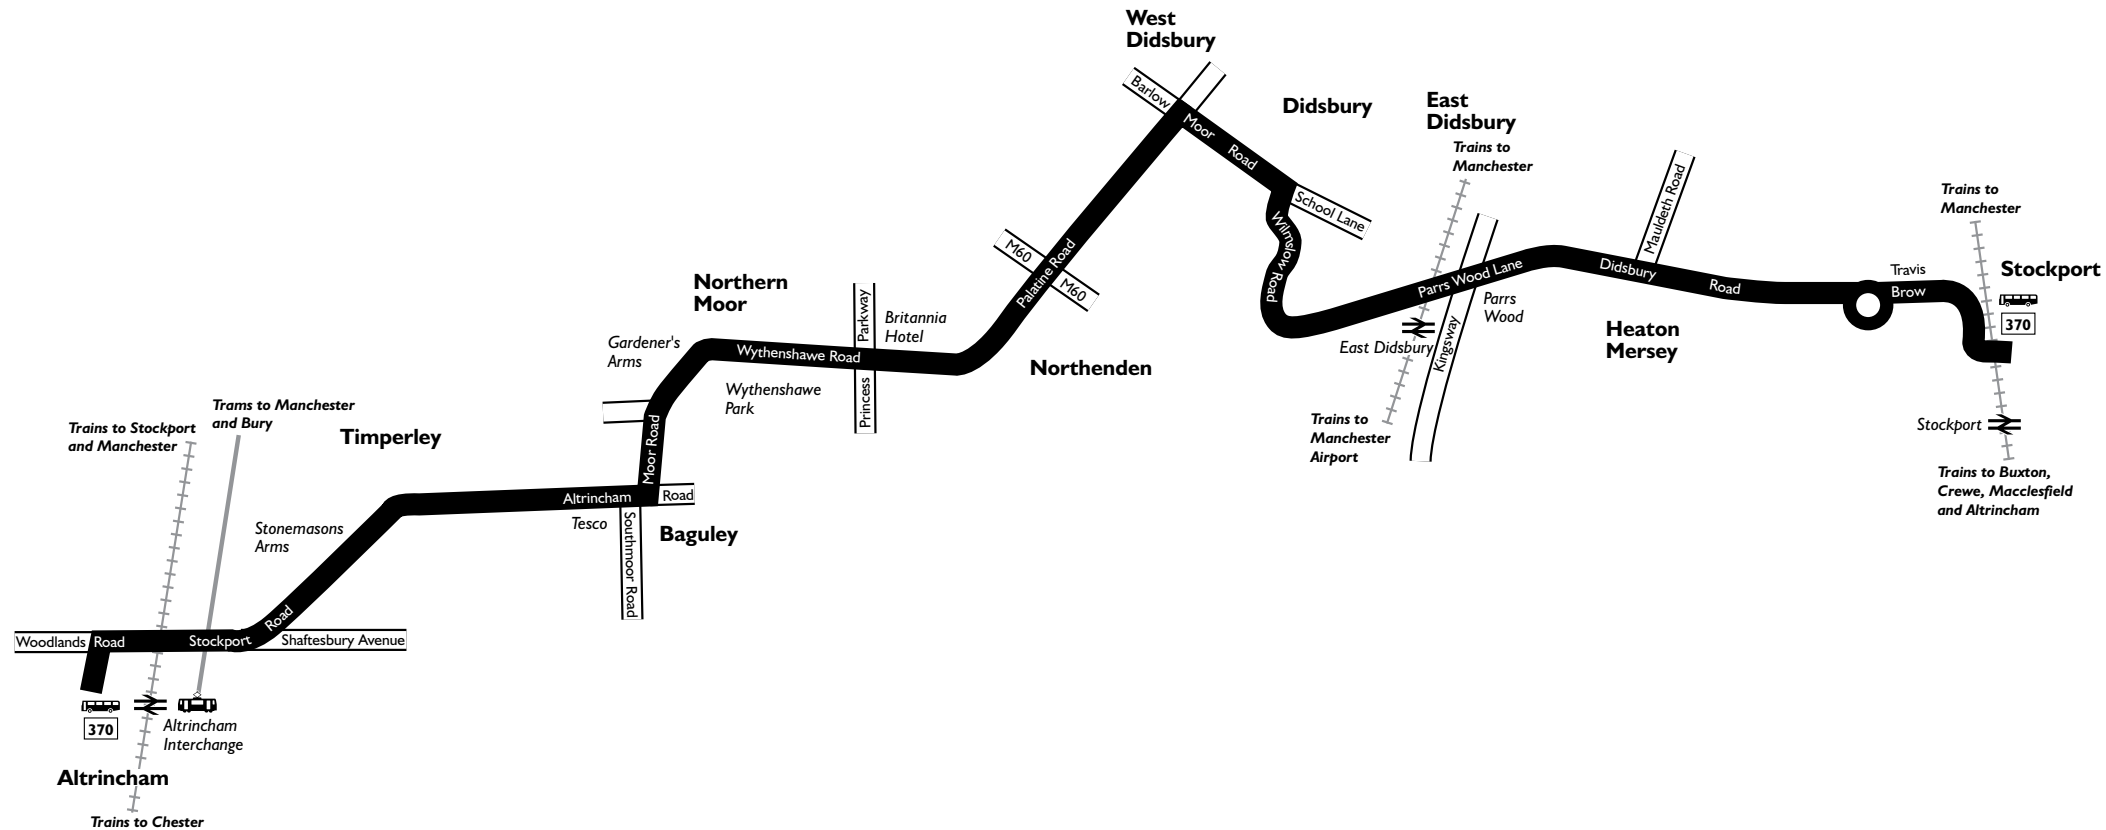 West
Didsbury
Barlow
Moor
Road
Didsbury
East
Didsbury
Trains to
Manchester
School Lane
Wilmslow Road
Mauldeth Road
Trains to
Manchester
Stockport
370
Travis
Brow
Didsbury
Road
Parrs Wood Lane
Parrs
Wood
Heaton
Mersey
East Didsbury
Kingsway
Trains to
Manchester
Airport
Stockport
Trains to Buxton,
Crewe, Macclesfield
and Altrincham
M60
M60
Palatine Road
Northenden
Northern
Moor
Parkway
Princess
Britannia
Hotel
Gardener's
Arms
Wythenshawe Road
Wythenshawe
Park
Moor Road
Altrincham
Road
Tesco
Southmoor Road
Baguley
Trams to Manchester
and Bury
Trains to Stockport
and Manchester
Timperley
Stonemasons
Arms
Road
Woodlands
Road
Stockport
Shaftesbury Avenue
370
Altrincham
Interchange
Altrincham
Trains to Chester